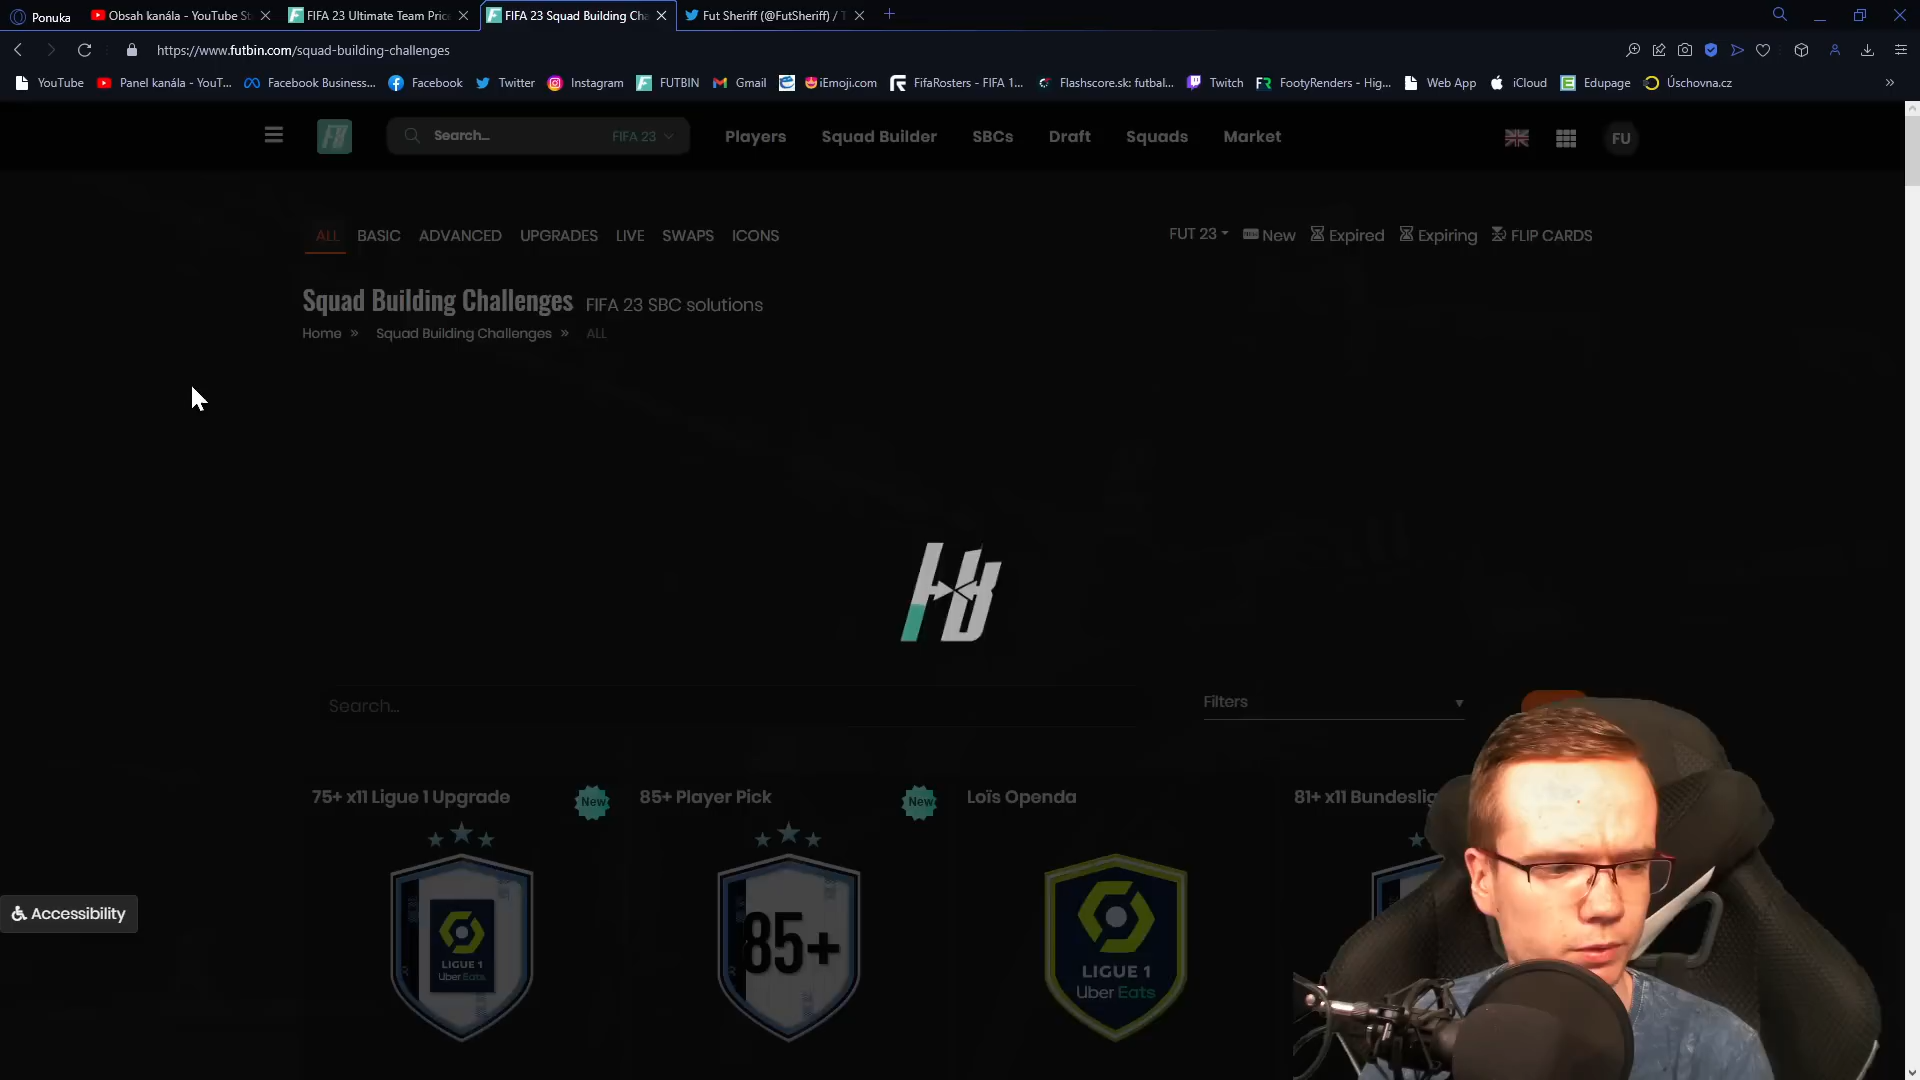 Ponuka
Obsah kanála - YouTube St
FIFA 23 Ultimate Team Pric
FIFA 23 Squad Building Cha
Fut Sheriff (@FutSheriff) / T
https://www.futbin.com/squad-building-challenges
YouTube
Panel kanála - YouT...
Facebook Business...
Facebook
Twitter
Instagram
FUTBIN
Gmail
iEmoji.com
FifaRosters - FIFA 1...
Flashscore.sk: futbal...
Twitch
FootyRenders - Hig...
Web App
iCloud
Edupage
Úschovna.cz
Search...
FIFA 23
Players
Squad Builder
SBCs
Draft
Squads
Market
FU
ALL
BASIC
ADVANCED
UPGRADES
LIVE
SWAPS
ICONS
FUT 23
New
Expired
Expiring
FLIP CARDS
Squad Building Challenges FIFA 23 SBC solutions
Home » Squad Building Challenges » ALL
Search...
Filters
75+ x11 Ligue 1 Upgrade
New
85+ Player Pick
New
Loïs Openda
81+ x11 Bundeslig
LIGUE 1
Uber Eats
85+
LIGUE 1
Uber Eats
Accessibility